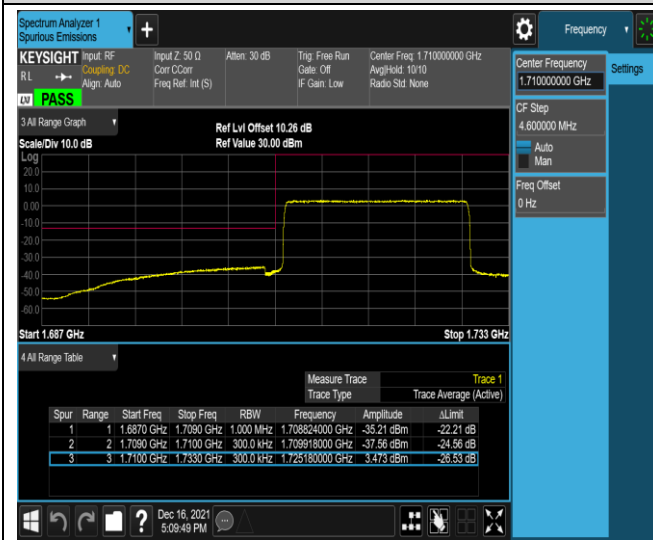 Spectrum Analyzer 1
Spurious Emissions
Frequency
KEYSIGHT
RL
Input: RF
Coupling: DC
Align: Auto
Input Z: 50 Ω
Corr CCorr
Freq Ref: Int (S)
Atten: 30 dB
Trig: Free Run
Gate: Off
IF Gain: Low
Center Freq: 1.710000000 GHz
Avg|Hold: 10/10
Radio Std: None
LXI PASS
3 All Range Graph
Scale/Div 10.0 dB
Ref Lvl Offset 10.26 dB
Ref Value 30.00 dBm
Log
20.0
10.0
0.00
-10.0
-20.0
-30.0
-40.0
-50.0
-60.0
Start 1.687 GHz
Stop 1.733 GHz
4 All Range Table
Measure Trace Trace 1
Trace Type Trace Average (Active)
Spur Range Start Freq Stop Freq RBW Frequency Amplitude ΔLimit
1 1 1.6870 GHz 1.7090 GHz 1.000 MHz 1.708824000 GHz -35.21 dBm -22.21 dB
2 2 1.7090 GHz 1.7100 GHz 300.0 kHz 1.709918000 GHz -37.56 dBm -24.56 dB
3 3 1.7100 GHz 1.7330 GHz 300.0 kHz 1.725180000 GHz 3.473 dBm -26.53 dB
Dec 16, 2021
5:09:49 PM
Center Frequency
1.710000000 GHz
Settings
CF Step
4.600000 MHz
Auto
Man
Freq Offset
0 Hz